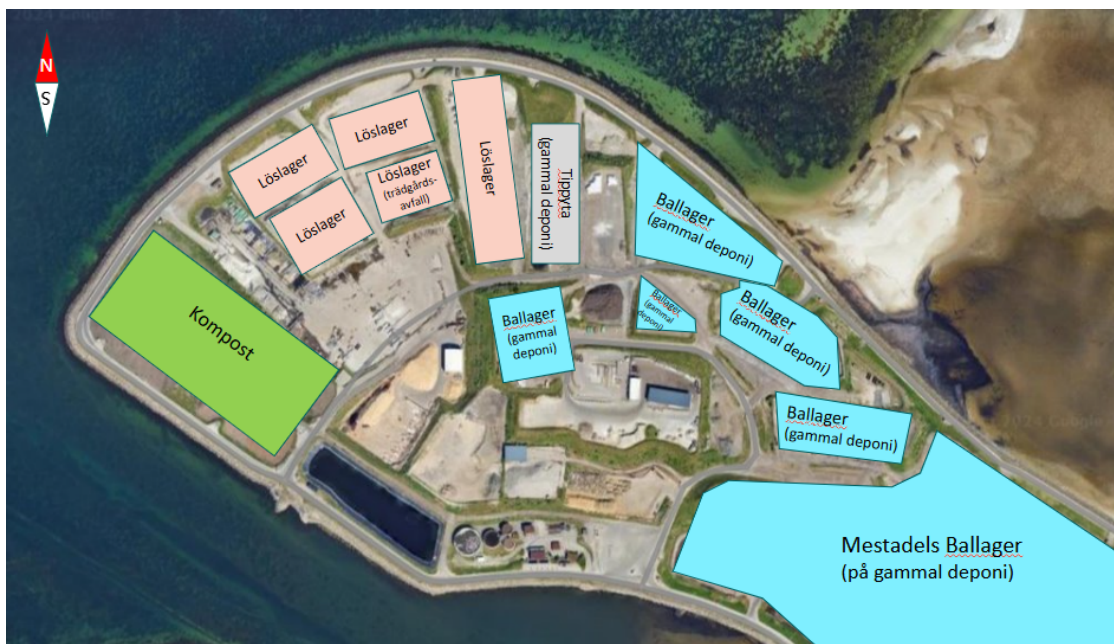 N
S
Löslager
Löslager
Löslager
(trädgårds-
avfall)
Löslager
Löslager
Tippyta
(gammal deponi)
Ballager
(gammal deponi)
Kompost
Ballager
(gammal
deponi)
Ballager
(gammal
deponi)
Ballager
(gammal deponi)
Ballager
(gammal deponi)
Mestadels Ballager
(på gammal deponi)